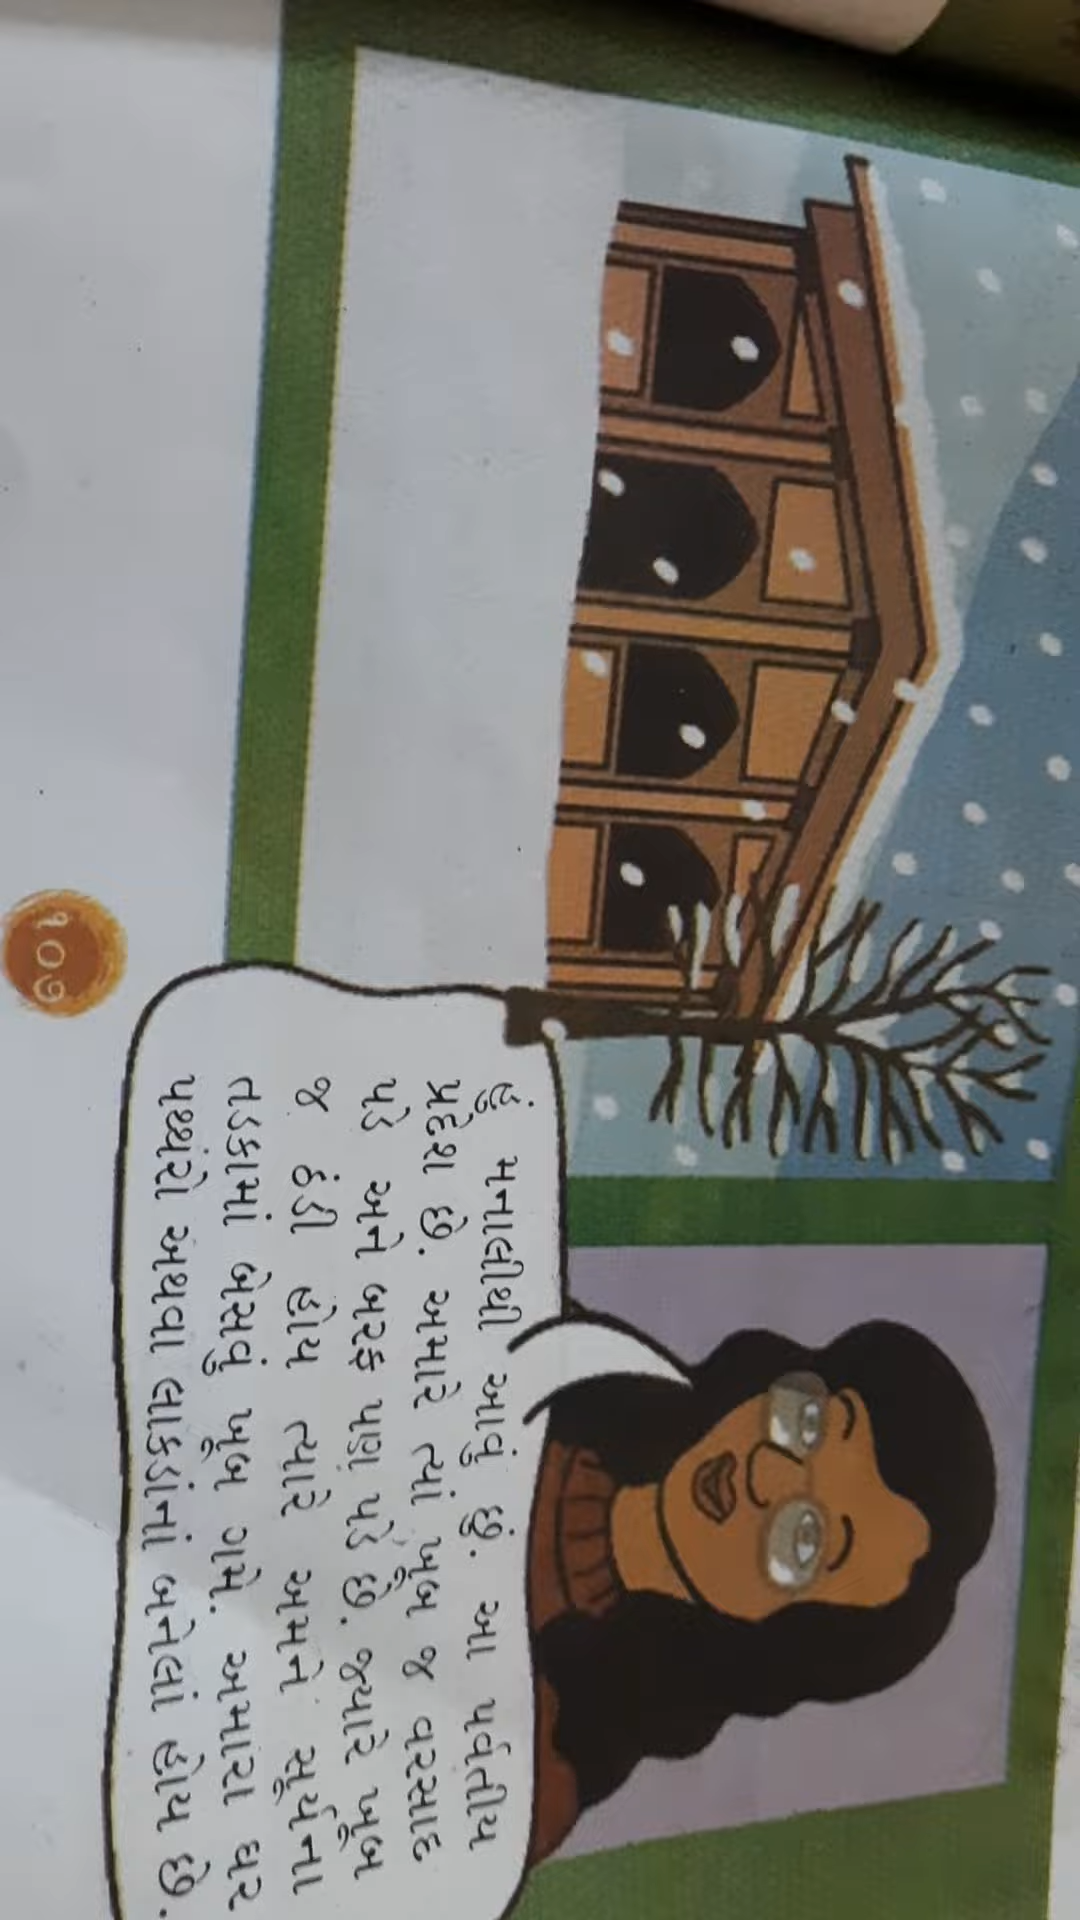 હું મનાલીથી આવું છું. આ પર્વતીય
પ્રદેશ છે. અમારે ત્યાં ખૂબ જ વરસાદ
પડે અને બરફ પણ પડે છે. જ્યારે ખૂબ
જ ઠંડી હોય ત્યારે અમને સૂર્યના
તડકામાં બેસવું ખૂબ ગમે. અમારા ઘર
પથ્થરો અથવા લાકડાંનાં બનેલાં હોય છે.
૧૦૭